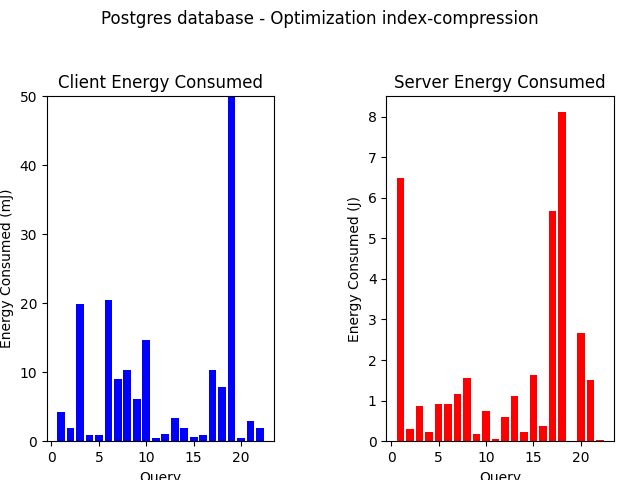 Postgres database - Optimization index-compression
Client Energy Consumed
Energy Consumed (mJ)
50
40
30
20
10
0
0 5 10 15 20
Query
Server Energy Consumed
Energy Consumed (J)
8
7
6
5
4
3
2
1
0
0 5 10 15 20
Query